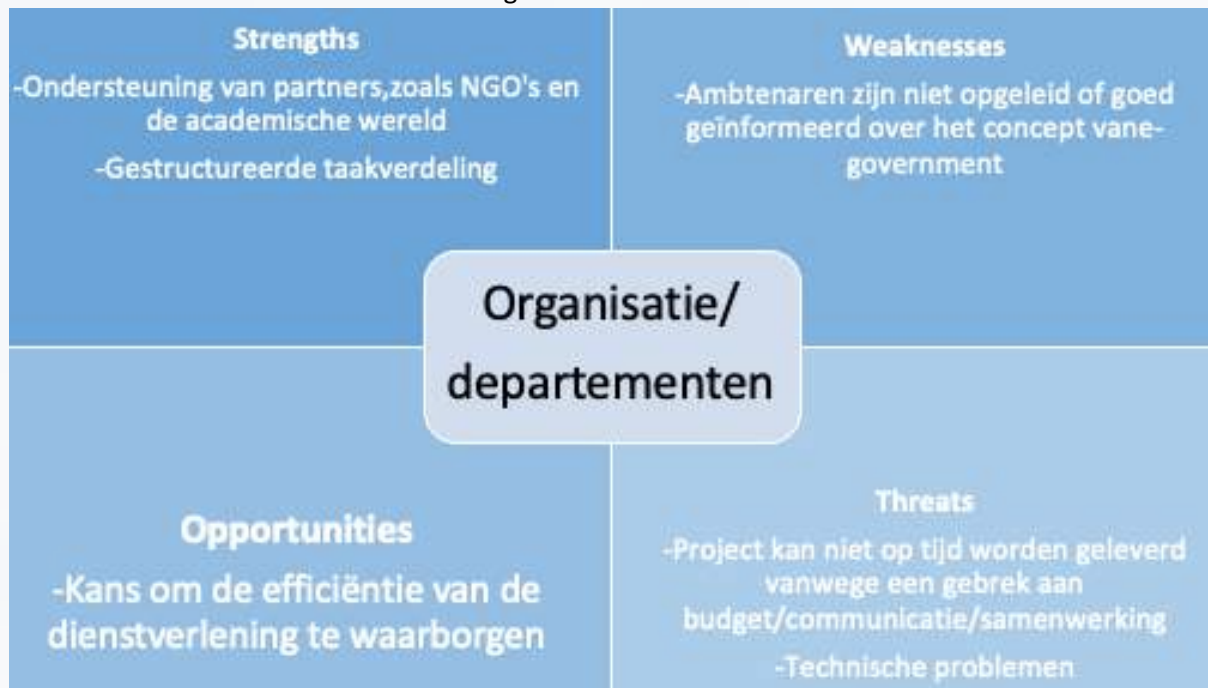 Strengths
-Ondersteuning van partners,zoals NGO's en
de academische wereld
-Gestructureerde taakverdeling
Weaknesses
-Ambtenaren zijn niet opgeleid of goed
geïnformeerd over het concept vane-
government
Organisatie/
departementen
Opportunities
-Kans om de efficiëntie van de
dienstverlening te waarborgen
Threats
-Project kan niet op tijd worden geleverd
vanwege een gebrek aan
budget/communicatie/samenwerking
-Technische problemen